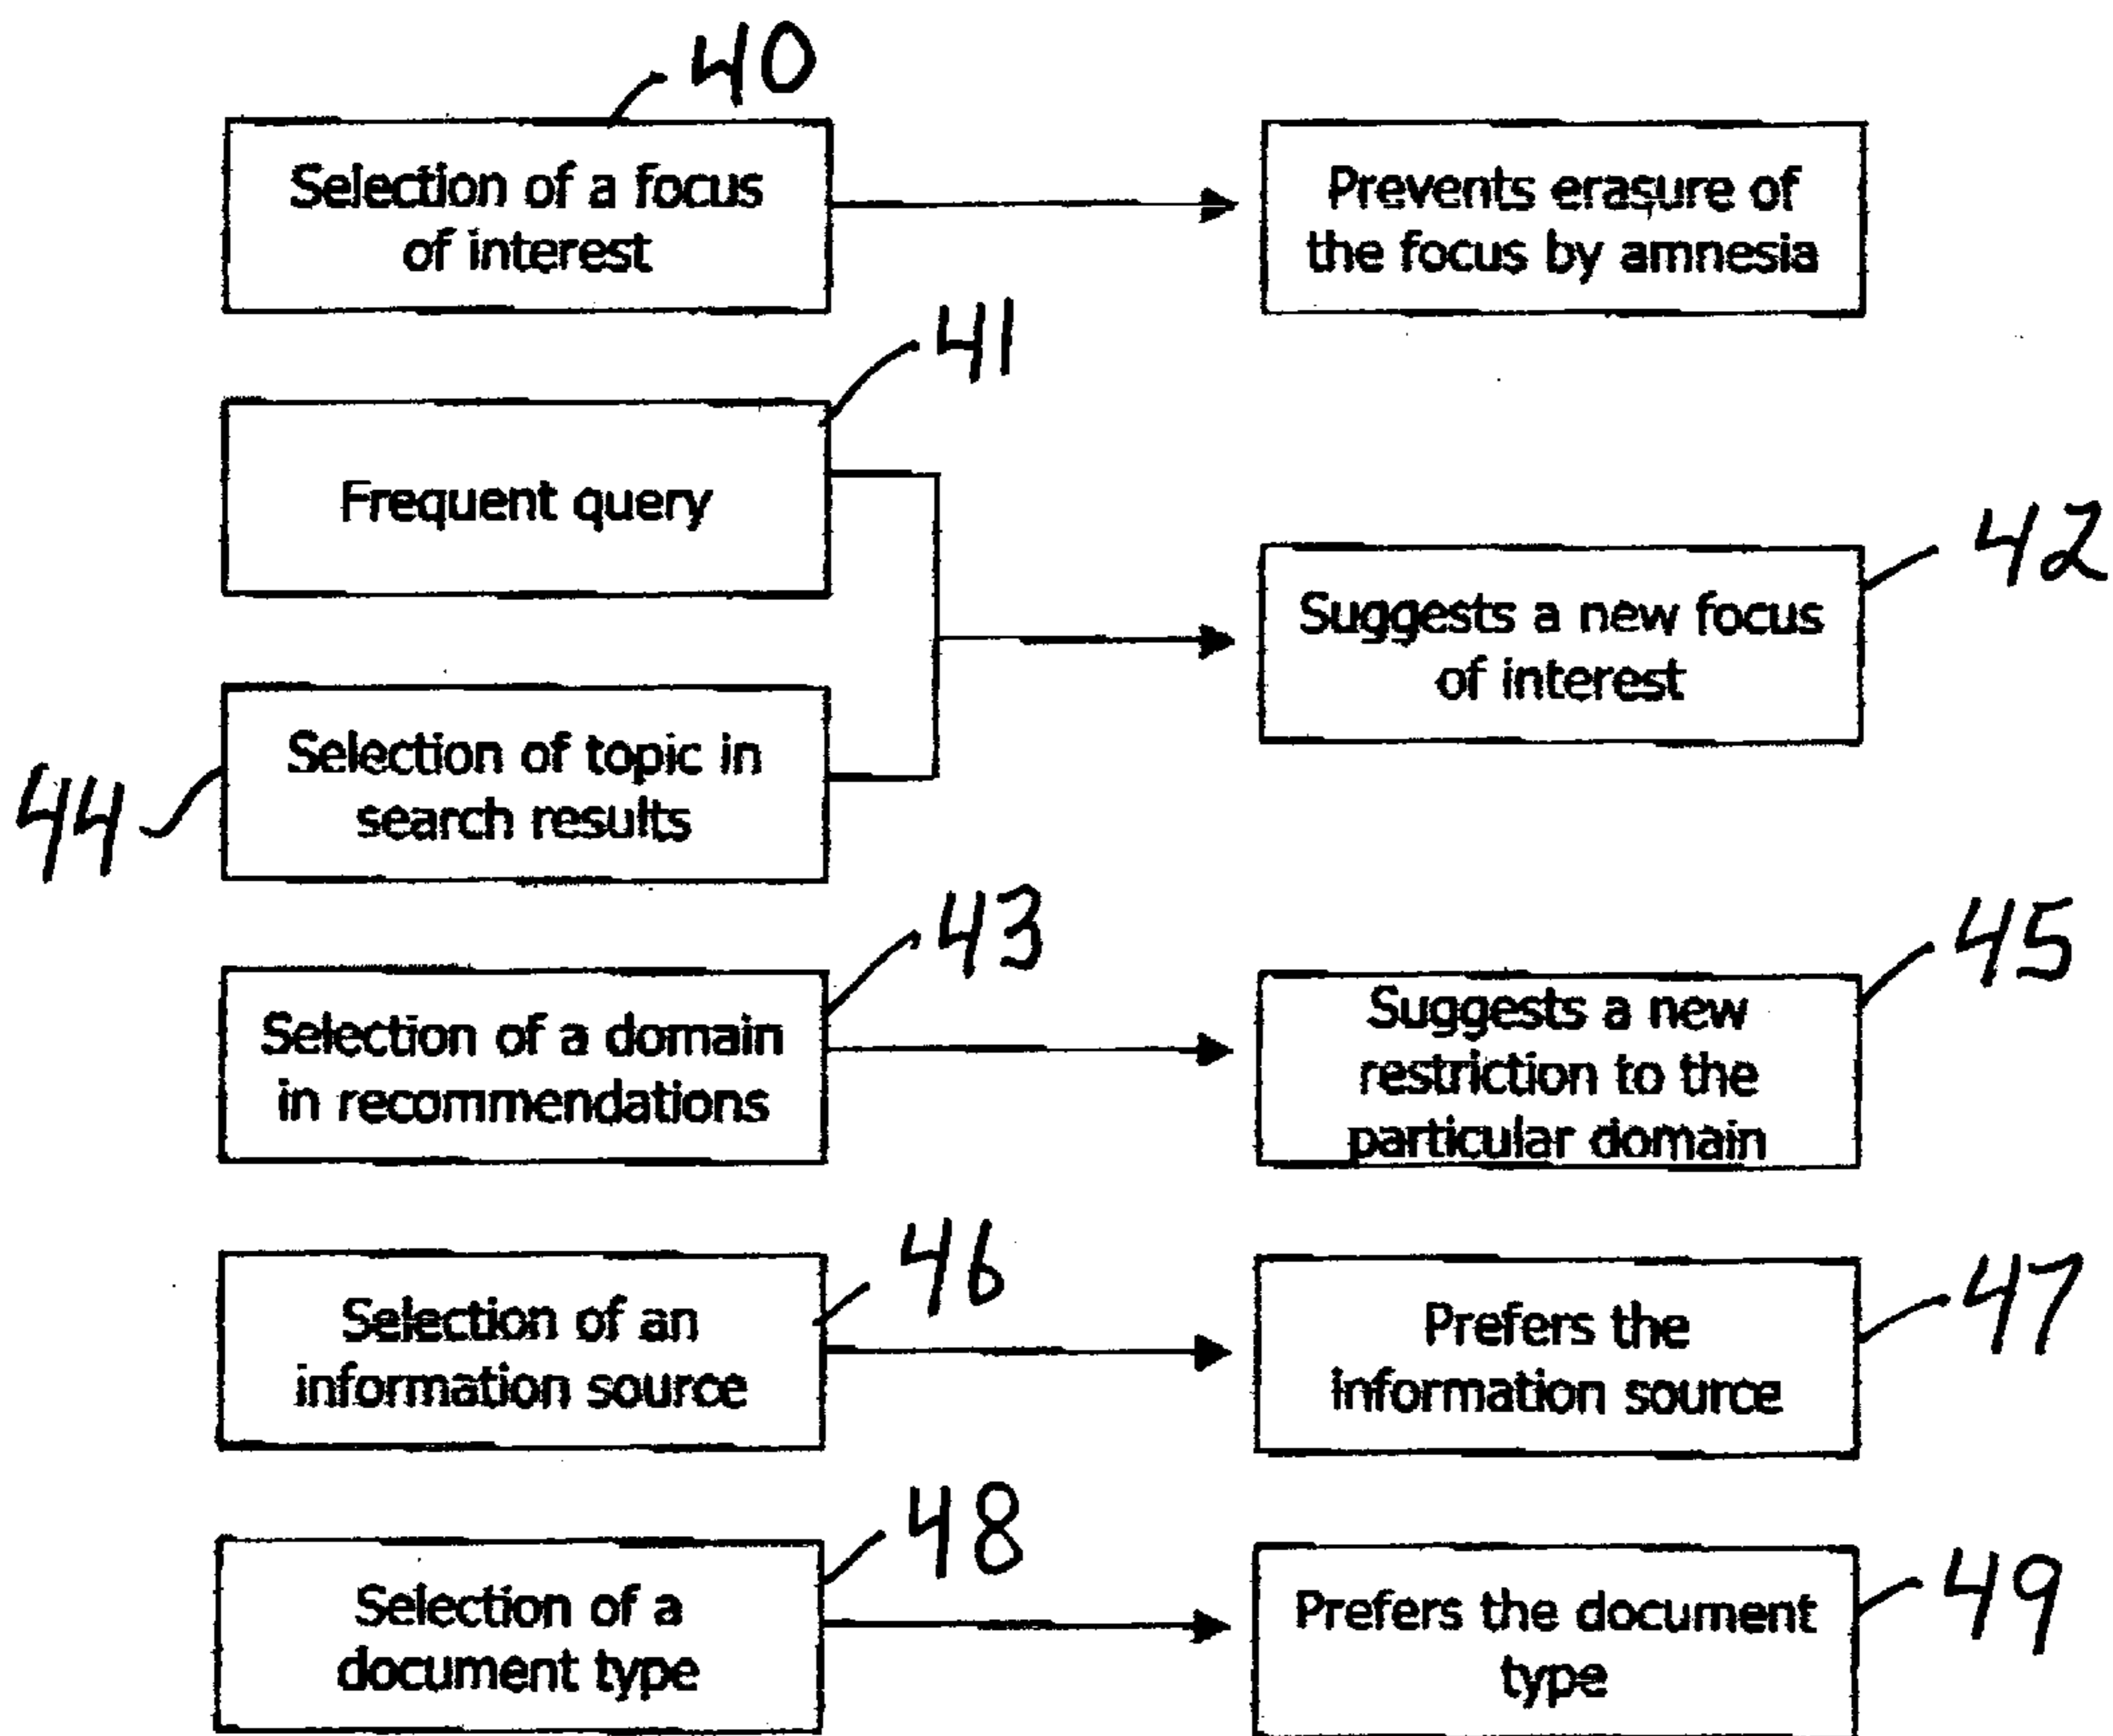 40
Selection of a focus
of interest
Prevents erasure of
the focus by amnesia
41
Frequent query
42
Suggests a new focus
of interest
44
Selection of topic in
search results
43
Selection of a domain
in recommendations
45
Suggests a new
restriction to the
particular domain
46
Selection of an
information source
47
Prefers the
information source
48
Selection of a
document type
49
Prefers the document
type